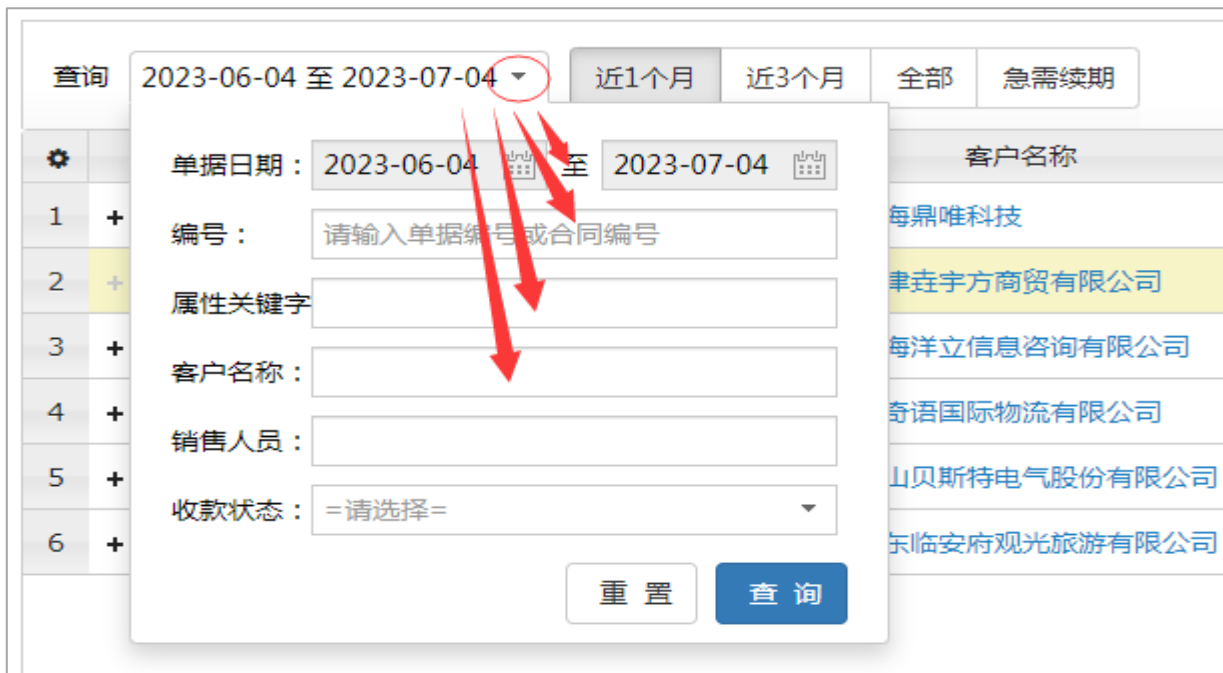 查询 2023-06-04 至 2023-07-04 近1个月 近3个月 全部 急需续期
客户名称
单据日期： 2023-06-04 至 2023-07-04
1 + 海鼎唯科技
编号： 请输入单据编号或合同编号
2 + 津垚宇方商贸有限公司
属性关键字
3 + 海洋立信息咨询有限公司
客户名称：
4 + 奇语国际物流有限公司
销售人员：
5 + 山贝斯特电气股份有限公司
收款状态： =请选择=
6 + 东临安府观光旅游有限公司
重 置 查 询